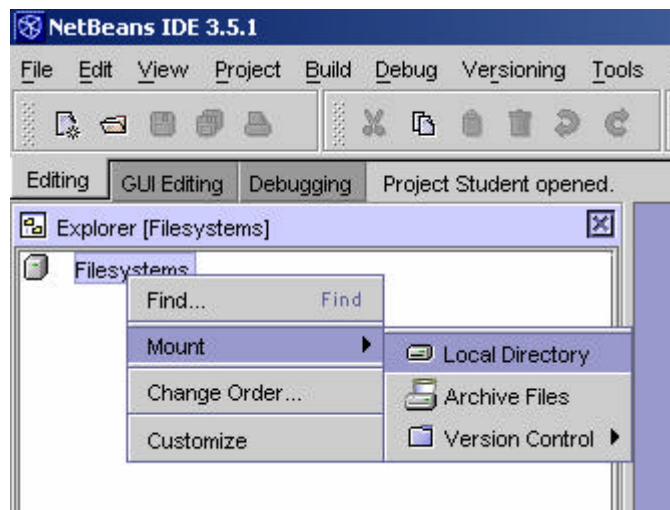 NetBeans IDE 3.5.1
File Edit View Project Build Debug Versioning Tools
Editing GUI Editing Debugging Project Student opened.
Explorer [Filesystems]
Filesystems
Find... Find
Mount
Local Directory
Change Order...
Archive Files
Customize
Version Control